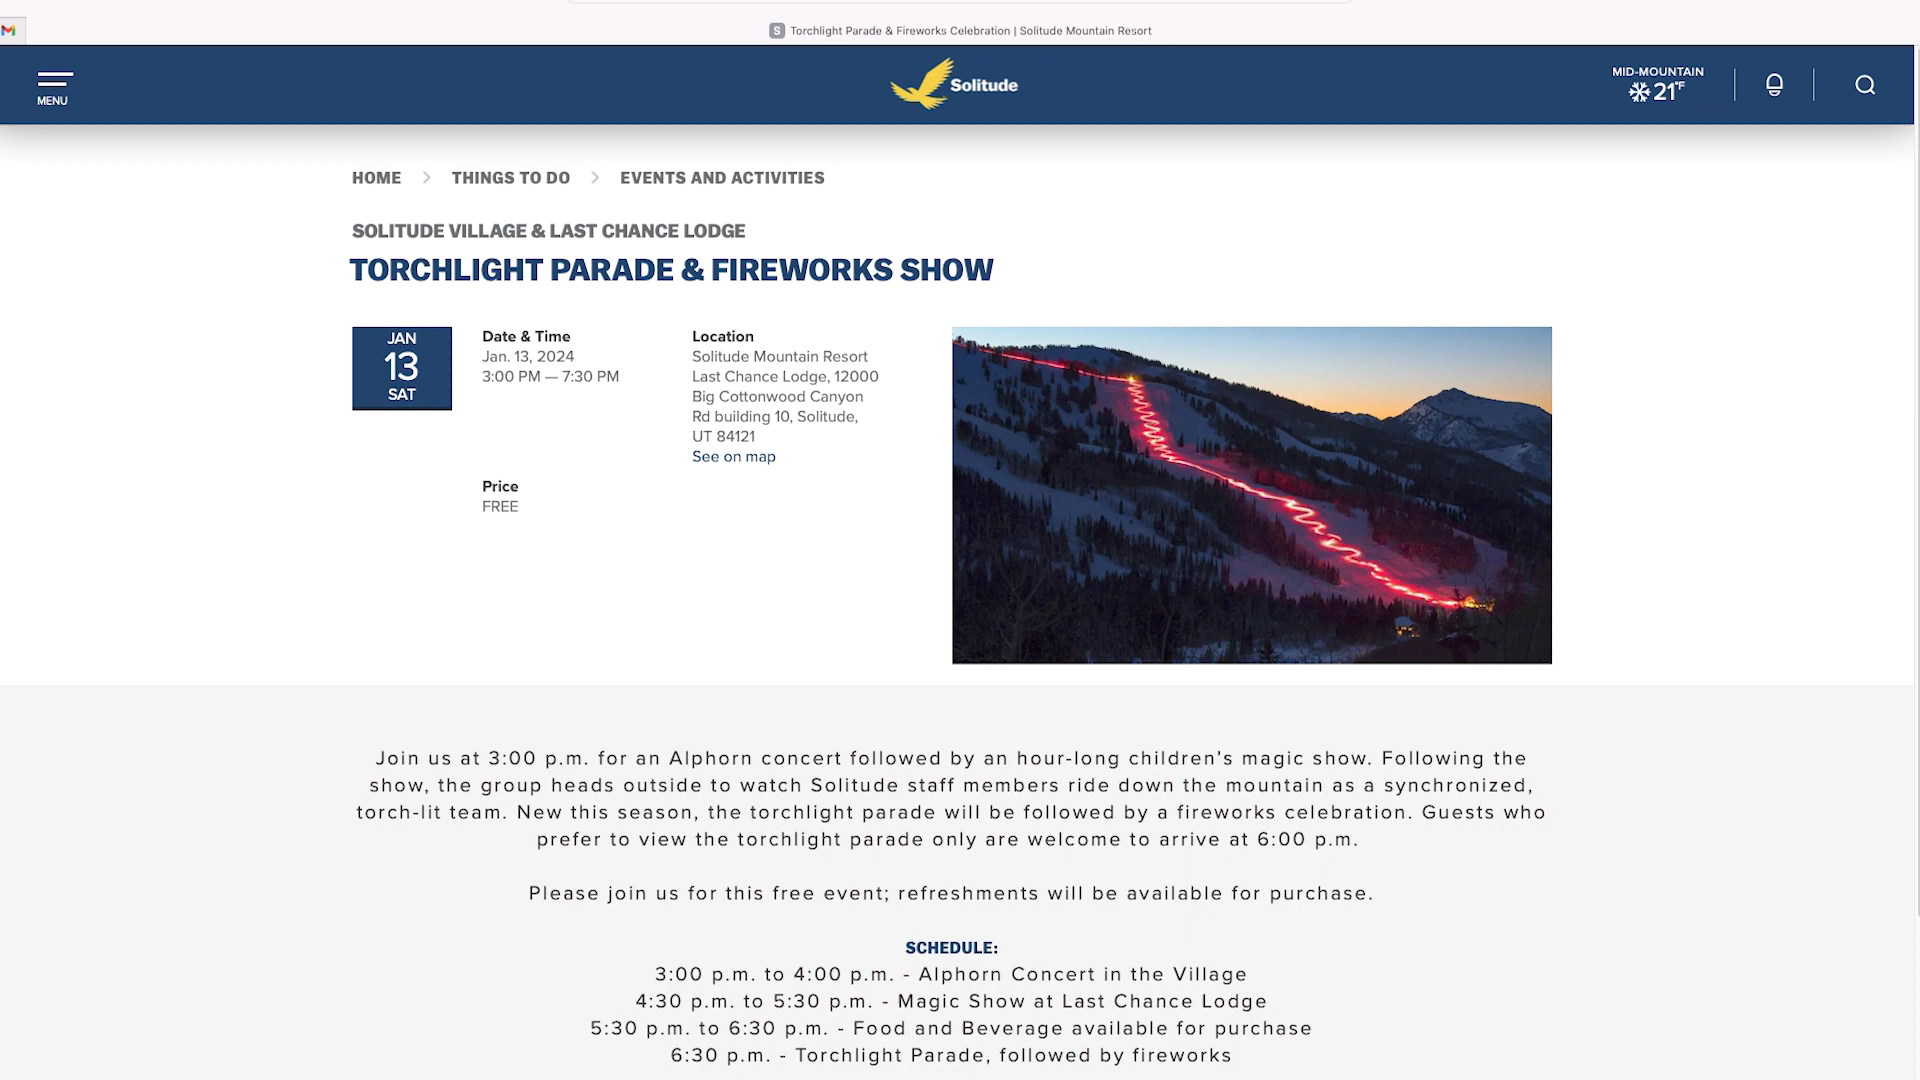 S Torchlight Parade & Fireworks Celebration | Solitude Mountain Resort
MENU
Solitude
MID-MOUNTAIN
21°F
HOME > THINGS TO DO > EVENTS AND ACTIVITIES
SOLITUDE VILLAGE & LAST CHANCE LODGE
TORCHLIGHT PARADE & FIREWORKS SHOW
JAN
13
SAT
Date & Time
Jan. 13, 2024
3:00 PM — 7:30 PM
Price
FREE
Location
Solitude Mountain Resort
Last Chance Lodge, 12000
Big Cottonwood Canyon
Rd building 10, Solitude,
UT 84121
See on map
Join us at 3:00 p.m. for an Alphorn concert followed by an hour-long children’s magic show. Following the
show, the group heads outside to watch Solitude staff members ride down the mountain as a synchronized,
torch-lit team. New this season, the torchlight parade will be followed by a fireworks celebration. Guests who
prefer to view the torchlight parade only are welcome to arrive at 6:00 p.m.
Please join us for this free event; refreshments will be available for purchase.
SCHEDULE:
3:00 p.m. to 4:00 p.m. - Alphorn Concert in the Village
4:30 p.m. to 5:30 p.m. - Magic Show at Last Chance Lodge
5:30 p.m. to 6:30 p.m. - Food and Beverage available for purchase
6:30 p.m. - Torchlight Parade, followed by fireworks